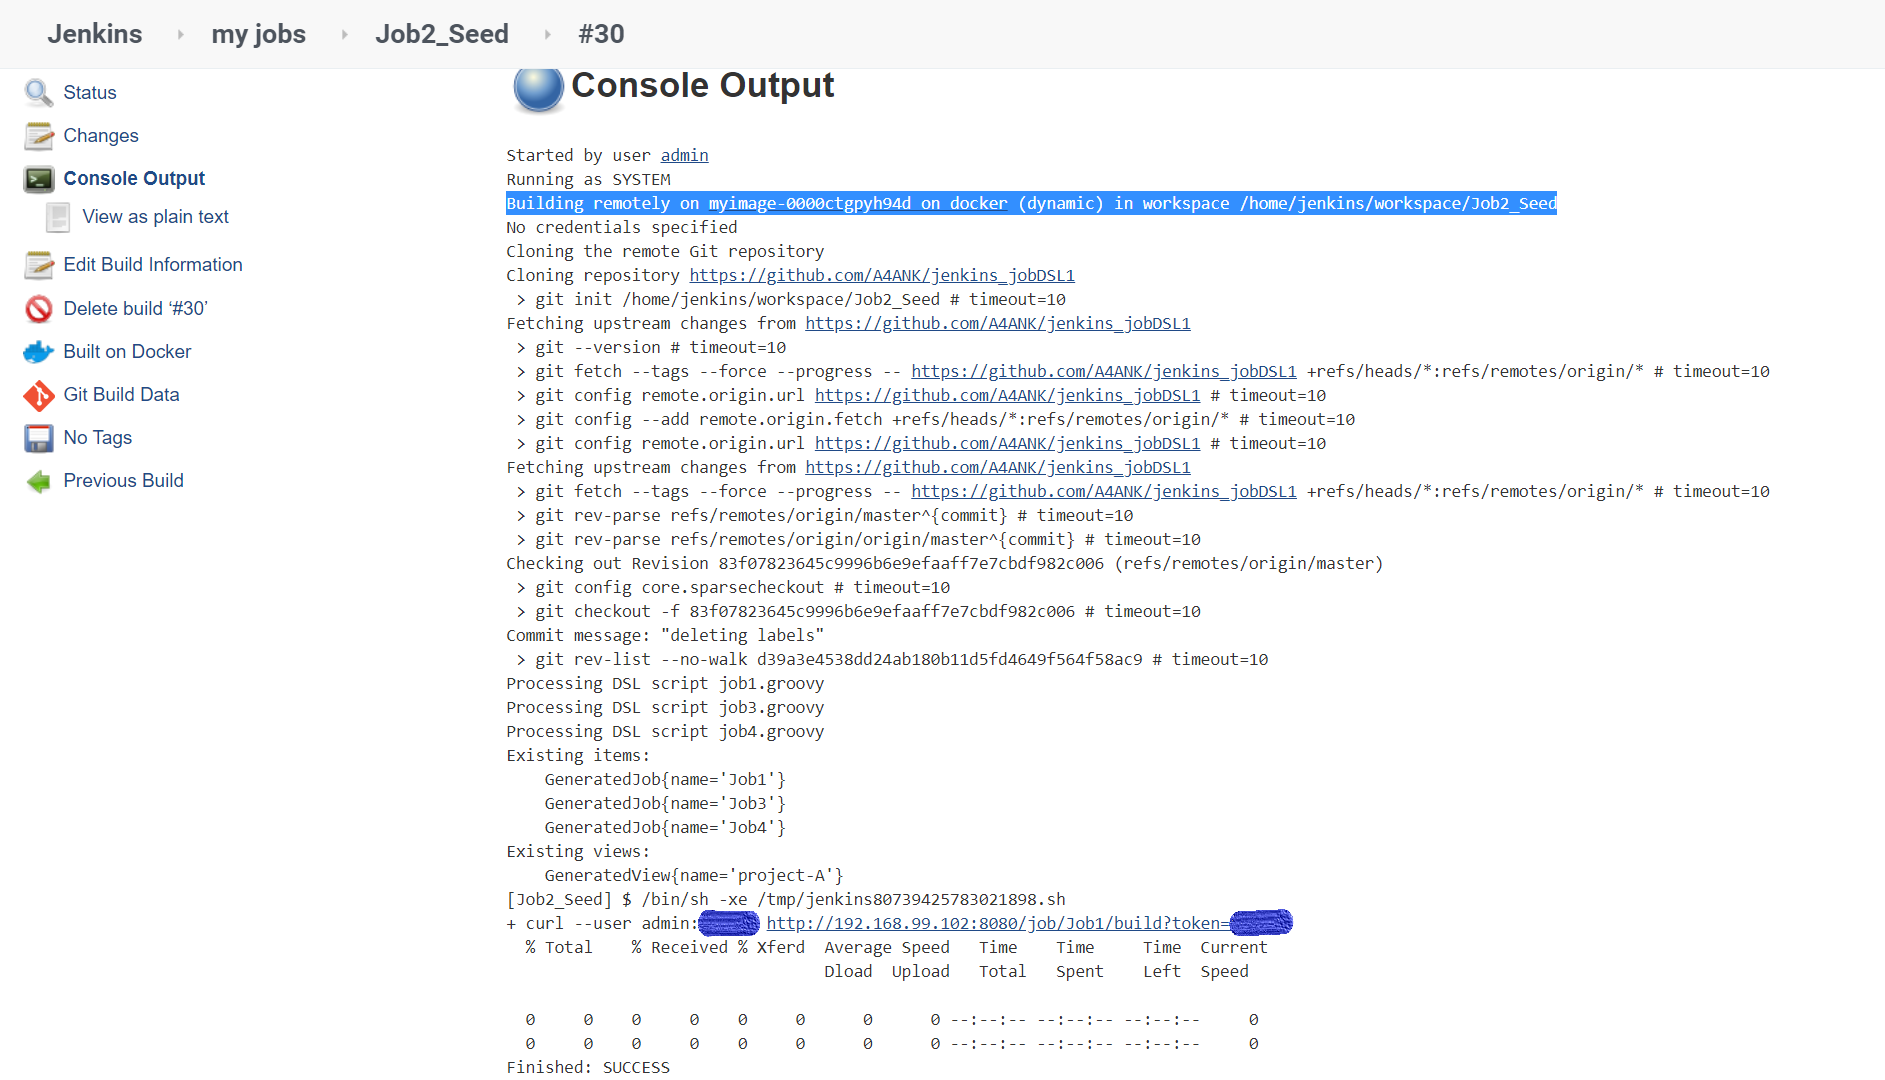 Jenkins my jobs Job2_Seed #30
Status
Changes
Console Output
View as plain text
Edit Build Information
Delete build ‘#30’
Built on Docker
Git Build Data
No Tags
Previous Build
Console Output
Started by user admin
Running as SYSTEM
Building remotely on myimage-0000ctgpyh94d on docker (dynamic) in workspace /home/jenkins/workspace/Job2_Seed
No credentials specified
Cloning the remote Git repository
Cloning repository https://github.com/A4ANK/jenkins_jobDSL1
> git init /home/jenkins/workspace/Job2_Seed # timeout=10
Fetching upstream changes from https://github.com/A4ANK/jenkins_jobDSL1
> git --version # timeout=10
> git fetch --tags --force --progress -- https://github.com/A4ANK/jenkins_jobDSL1 +refs/heads/*:refs/remotes/origin/* # timeout=10
> git config remote.origin.url https://github.com/A4ANK/jenkins_jobDSL1 # timeout=10
> git config --add remote.origin.fetch +refs/heads/*:refs/remotes/origin/* # timeout=10
> git config remote.origin.url https://github.com/A4ANK/jenkins_jobDSL1 # timeout=10
Fetching upstream changes from https://github.com/A4ANK/jenkins_jobDSL1
> git fetch --tags --force --progress -- https://github.com/A4ANK/jenkins_jobDSL1 +refs/heads/*:refs/remotes/origin/* # timeout=10
> git rev-parse refs/remotes/origin/master^{commit} # timeout=10
> git rev-parse refs/remotes/origin/origin/master^{commit} # timeout=10
Checking out Revision 83f07823645c9996b6e9efaaff7e7cbdf982c006 (refs/remotes/origin/master)
> git config core.sparsecheckout # timeout=10
> git checkout -f 83f07823645c9996b6e9efaaff7e7cbdf982c006 # timeout=10
Commit message: "deleting labels"
> git rev-list --no-walk d39a3e4538dd24ab180b11d5fd4649f564f58ac9 # timeout=10
Processing DSL script job1.groovy
Processing DSL script job3.groovy
Processing DSL script job4.groovy
Existing items:
GeneratedJob{name='Job1'}
GeneratedJob{name='Job3'}
GeneratedJob{name='Job4'}
Existing views:
GeneratedView{name='project-A'}
[Job2_Seed] $ /bin/sh -xe /tmp/jenkins80739425783021898.sh
+ curl --user admin: http://192.168.99.102:8080/job/Job1/build?token=
% Total % Received % Xferd Average Speed Time Time Time Current
Dload Upload Total Spent Left Speed
0 0 0 0 0 0 0 0 --:--:-- --:--:-- --:--:-- 0
0 0 0 0 0 0 0 0 --:--:-- --:--:-- --:--:-- 0
Finished: SUCCESS